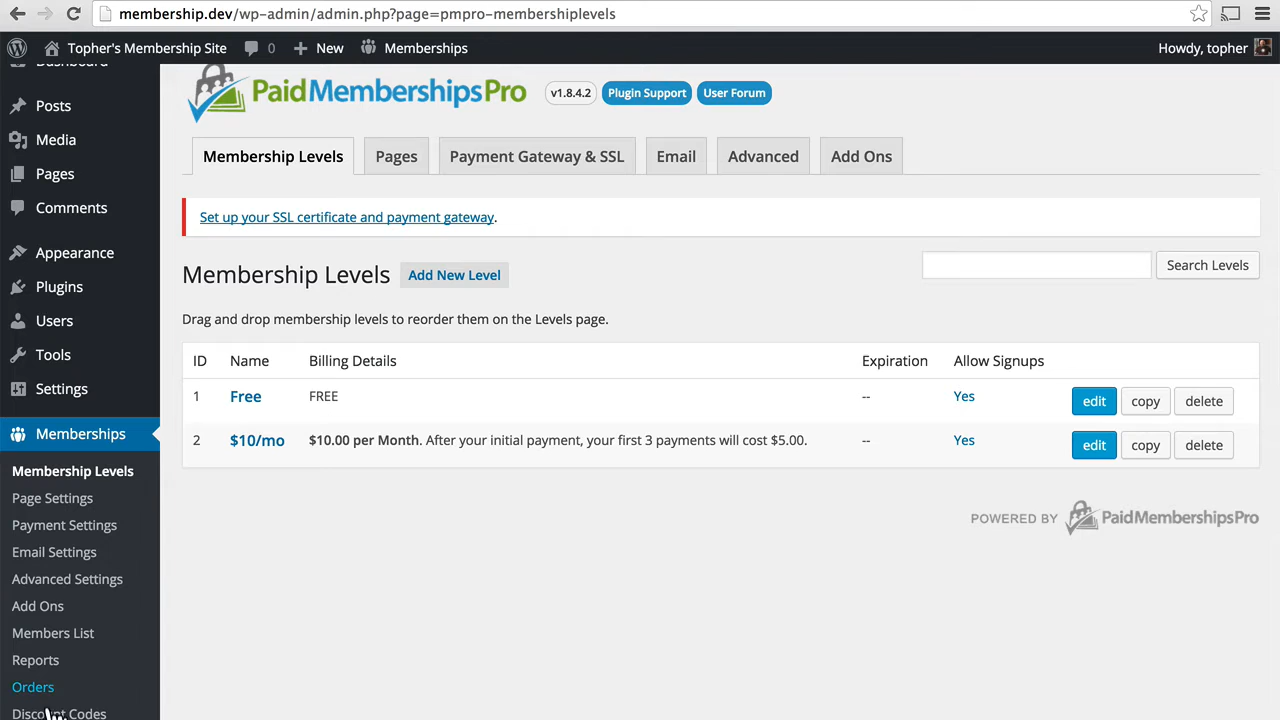 membership.dev/wp-admin/admin.php?page=pmpro-membershiplevels
Topher's Membership Site 0 New Memberships Howdy, topher
Dashboard
Posts
Media
Pages
Comments
Appearance
Plugins
Users
Tools
Settings
Memberships
Membership Levels
Page Settings
Payment Settings
Email Settings
Advanced Settings
Add Ons
Members List
Reports
Orders
Discount Codes
PaidMembershipsPro v1.8.4.2 Plugin Support User Forum
Membership Levels Pages Payment Gateway & SSL Email Advanced Add Ons
Set up your SSL certificate and payment gateway.
Membership Levels Add New Level Search Levels
Drag and drop membership levels to reorder them on the Levels page.
ID Name Billing Details Expiration Allow Signups
1 Free FREE -- Yes edit copy delete
2 $10/mo $10.00 per Month. After your initial payment, your first 3 payments will cost $5.00. -- Yes edit copy delete
POWERED BY PaidMembershipsPro